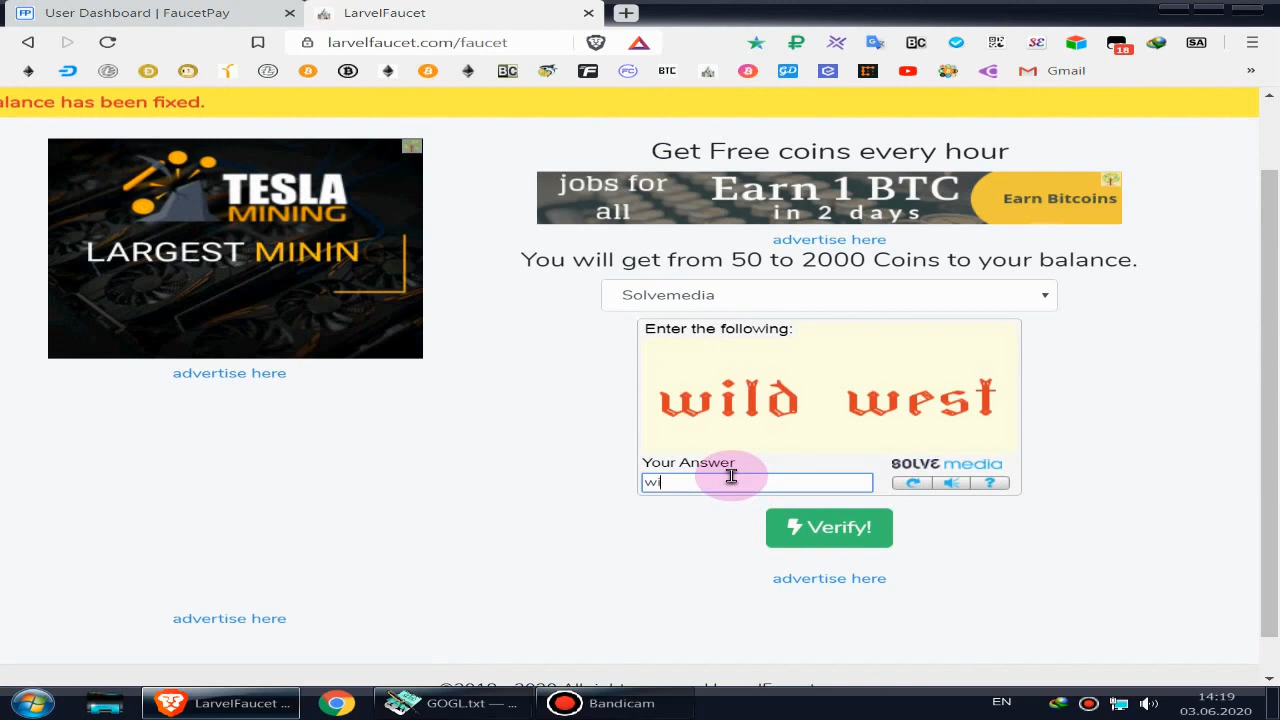 User Dashboard | FaucetPay
LarvelFaucet
larvelfaucet.com/faucet
18
Gmail
alance has been fixed.
TESLA
MINING
LARGEST MININ
advertise here
advertise here
Get Free coins every hour
jobs for all
Earn 1 BTC
in 2 days
Earn Bitcoins
advertise here
You will get from 50 to 2000 Coins to your balance.
Solvemedia
Enter the following:
wild west
Your Answer
SOLVE media
wi
Verify!
advertise here
LarvelFaucet ...
GOGL.txt — ...
Bandicam
EN
14:19
03.06.2020